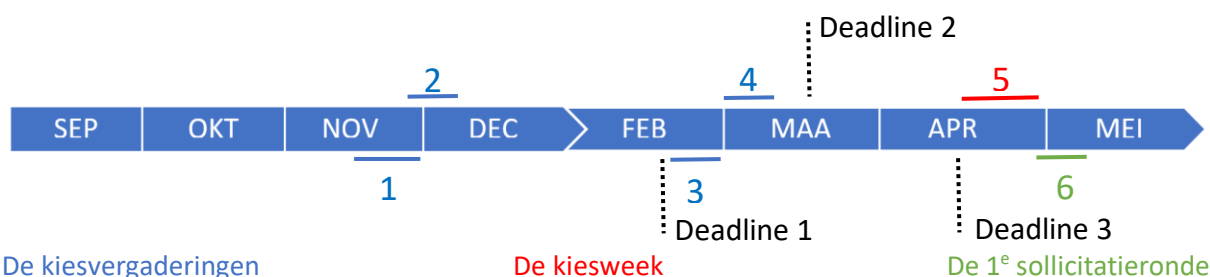 Deadline 2
2
4
5
SEP OKT NOV DEC FEB MAA APR MEI
1
3
6
Deadline 1
Deadline 3
De kiesvergaderingen
De kiesweek
De 1e sollicitatieronde